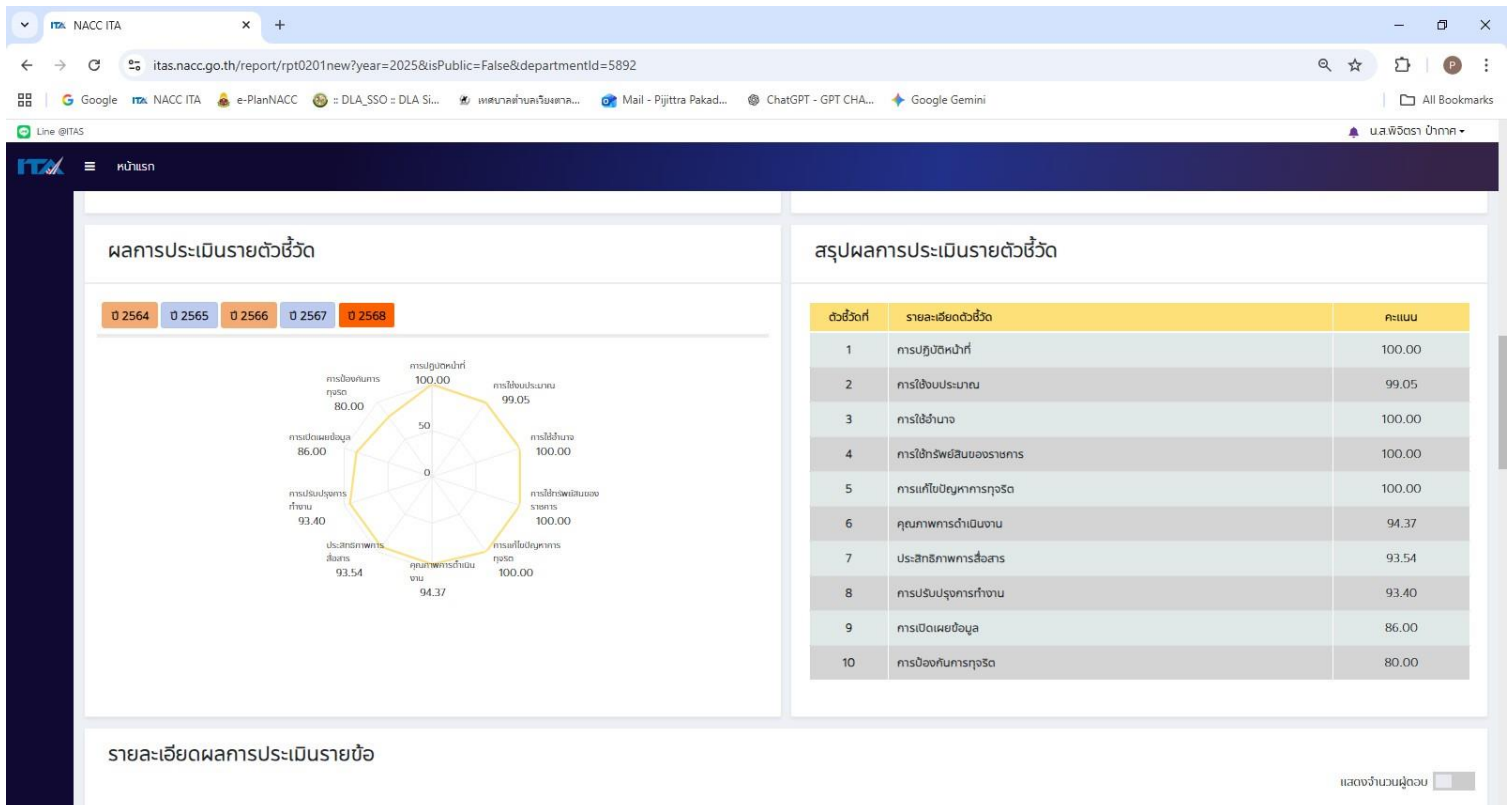 ITA NACC ITA
itas.nacc.go.th/report/rpt0201new?year=2025&isPublic=False&departmentId=5892
Google NACC ITA e-PlanNACC :: DLA_SSO :: DLA Si... เทศบาลตำบลเวียงตาล... Mail - Pijittra Pakad... ChatGPT - GPT CHA... Google Gemini All Bookmarks
Line @ITAS น.ส.พิจิตรา ป่ากาศ
ITA หน้าแรก
ผลการประเมินรายตัวชี้วัด
ปี 2564 ปี 2565 ปี 2566 ปี 2567 ปี 2568
การปฏิบัติหน้าที่
100.00
การใช้งบประมาณ
99.05
การใช้อำนาจ
100.00
การใช้ทรัพย์สินของ
ราชการ
100.00
การแก้ไขปัญหาการ
ทุจริต
100.00
คุณภาพการดำเนิน
งาน
94.37
ประสิทธิภาพการ
สื่อสาร
93.54
การปรับปรุงการ
ทำงาน
93.40
การเปิดเผยข้อมูล
86.00
การป้องกันการ
ทุจริต
80.00
50
0
สรุปผลการประเมินรายตัวชี้วัด
ตัวชี้วัดที่ รายละเอียดตัวชี้วัด คะแนน
1 การปฏิบัติหน้าที่ 100.00
2 การใช้งบประมาณ 99.05
3 การใช้อำนาจ 100.00
4 การใช้ทรัพย์สินของราชการ 100.00
5 การแก้ไขปัญหาการทุจริต 100.00
6 คุณภาพการดำเนินงาน 94.37
7 ประสิทธิภาพการสื่อสาร 93.54
8 การปรับปรุงการทำงาน 93.40
9 การเปิดเผยข้อมูล 86.00
10 การป้องกันการทุจริต 80.00
รายละเอียดผลการประเมินรายข้อ
แสดงจำนวนผู้ตอบ